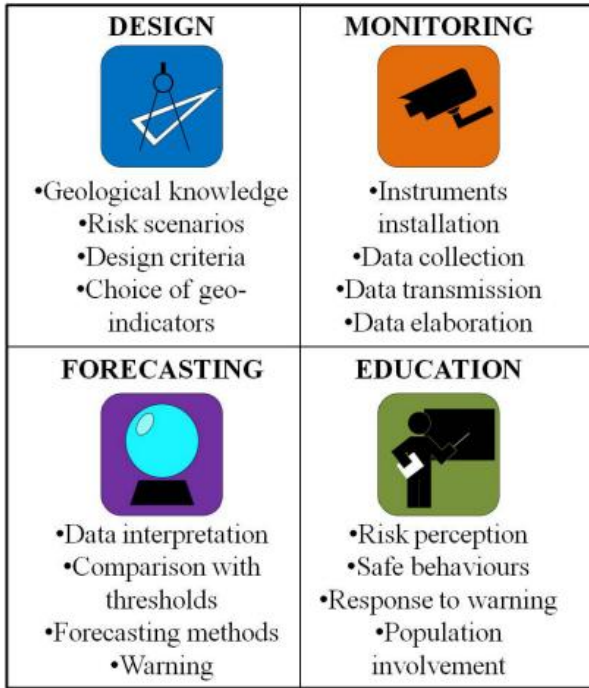 DESIGN
•Geological knowledge
•Risk scenarios
•Design criteria
•Choice of geo-
indicators
MONITORING
•Instruments
installation
•Data collection
•Data transmission
•Data elaboration
FORECASTING
•Data interpretation
•Comparison with
thresholds
•Forecasting methods
•Warning
EDUCATION
•Risk perception
•Safe behaviours
•Response to warning
•Population
involvement